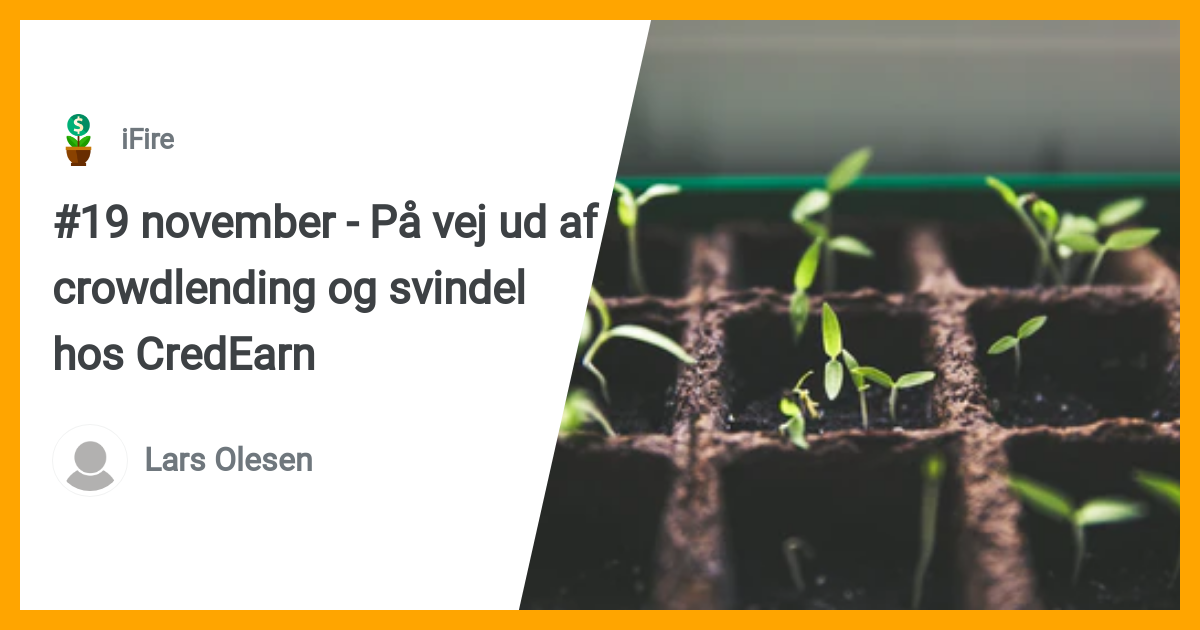 iFire
#19 november - På vej ud af
crowdlending og svindel
hos CredEarn
Lars Olesen